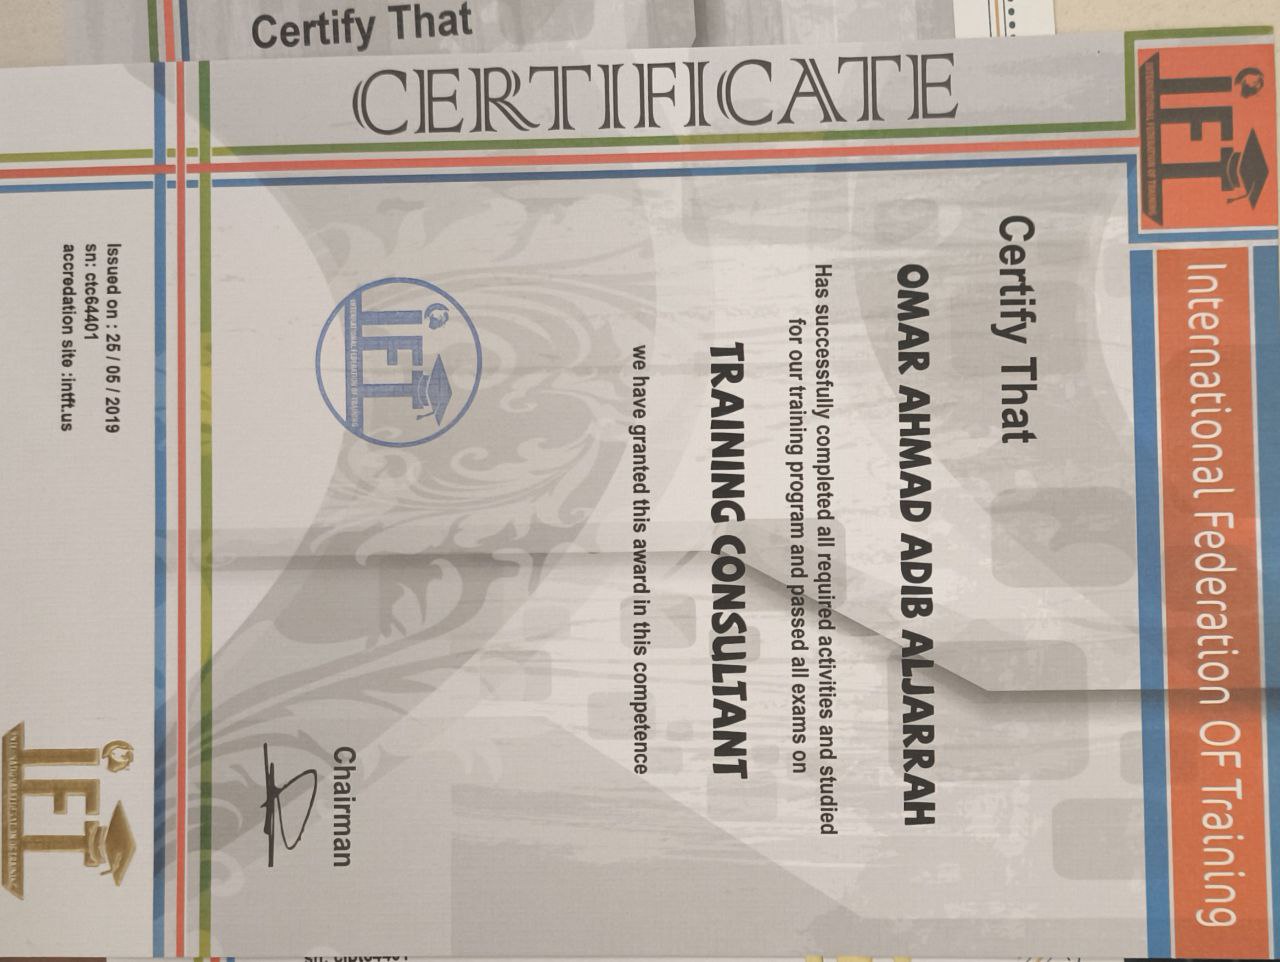 Certify That
CERTIFICATE
IFT
INTERNATIONAL FEDERATION OF TRAINING
International Federation OF Training
Certify That
OMAR AHMAD ADIB ALJARRAH
Has successfully completed all required activities and studied
for our training program and passed all exams on
TRAINING CONSULTANT
we have granted this award in this competence
IFT
INTERNATIONAL FEDERATION OF TRAINING
Chairman
Issued on : 25 / 05 / 2019
sn: ctc64401
accredation site :intft.us
IFT
INTERNATIONAL FEDERATION OF TRAINING